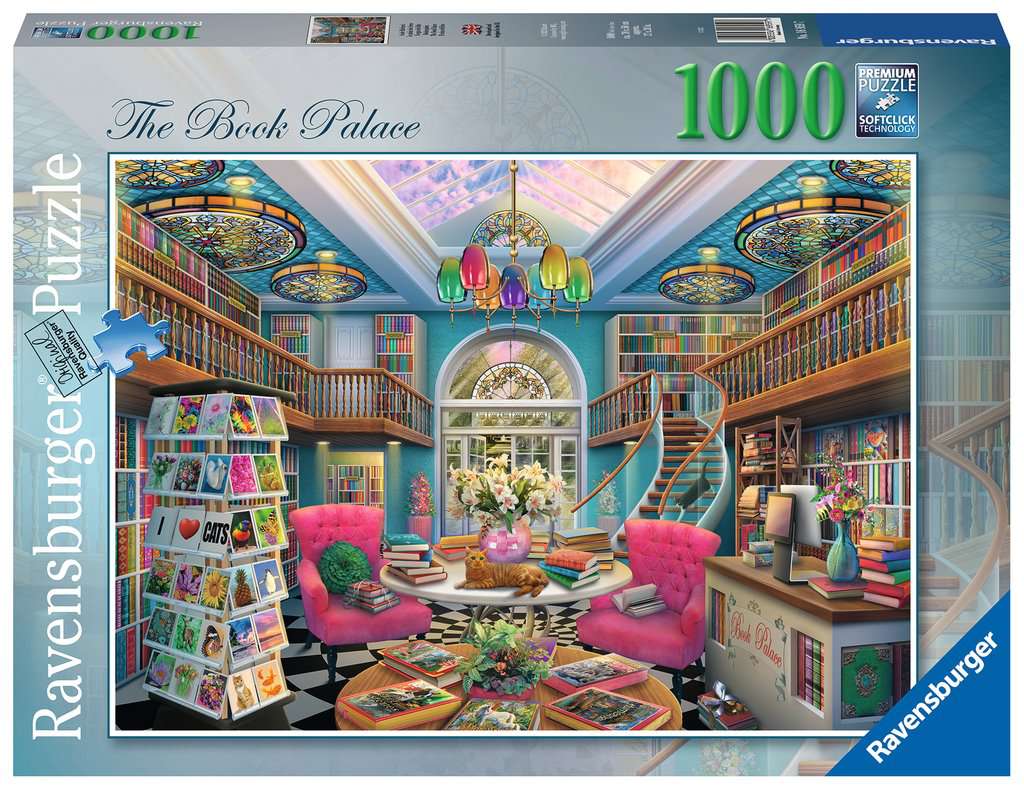 Ravensburger Puzzle 1000
Ravensburger
The Book Palace
1000
PREMIUM
PUZZLE
SOFTCLICK
TECHNOLOGY
Ravensburger® Puzzle
Original
Ravensburger
Quality
I
CATS
Book Palace
Ravensburger